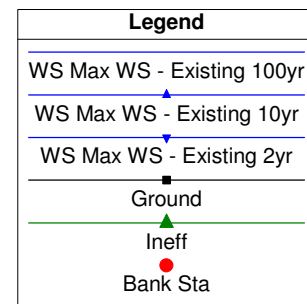 Legend
WS Max WS - Existing 100yr
WS Max WS - Existing 10yr
WS Max WS - Existing 2yr
Ground
Ineff
Bank Sta